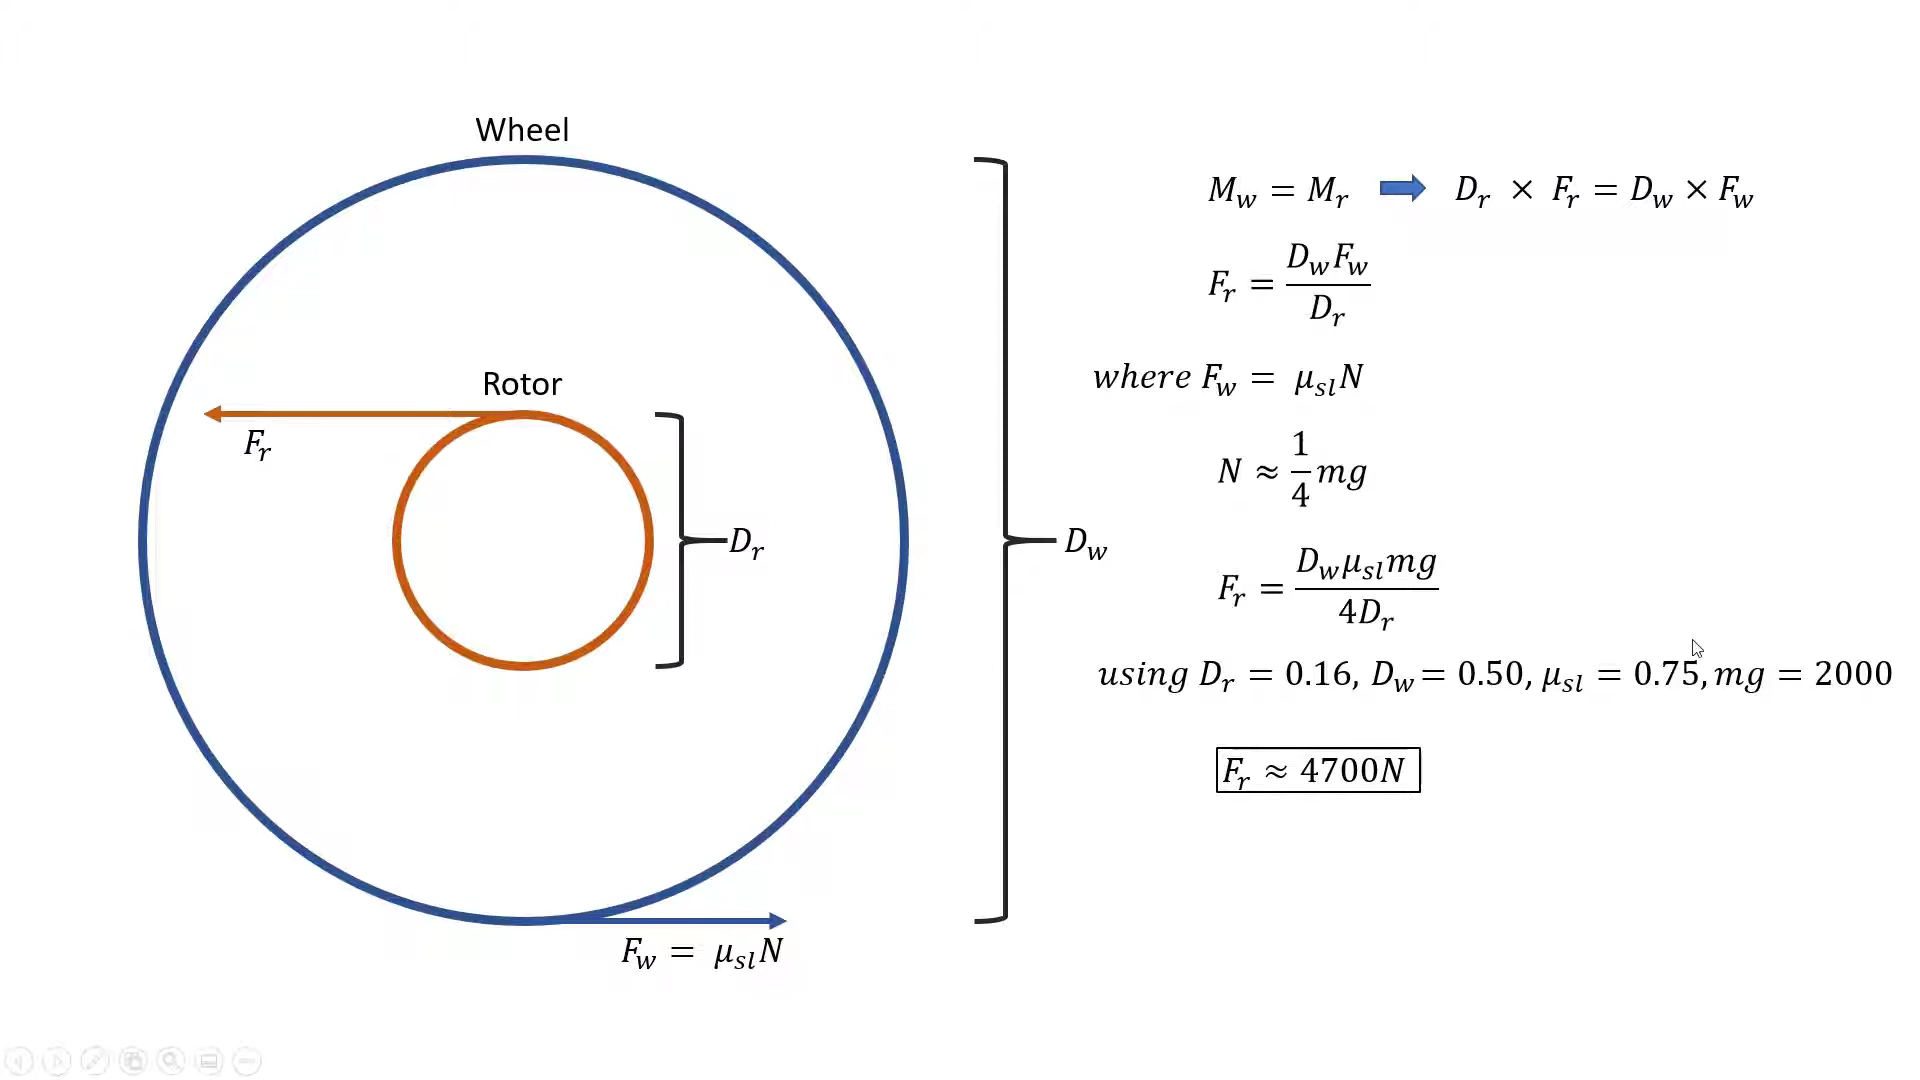 Wheel
Rotor
F_r
D_r
D_w
F_w = μ_sl N
M_w = M_r ➡ D_r × F_r = D_w × F_w
F_r = D_w F_w / D_r
where F_w = μ_sl N
N ≈ 1/4 mg
F_r = D_w μ_sl mg / 4D_r
using D_r = 0.16, D_w = 0.50, μ_sl = 0.75, mg = 2000
F_r ≈ 4700N